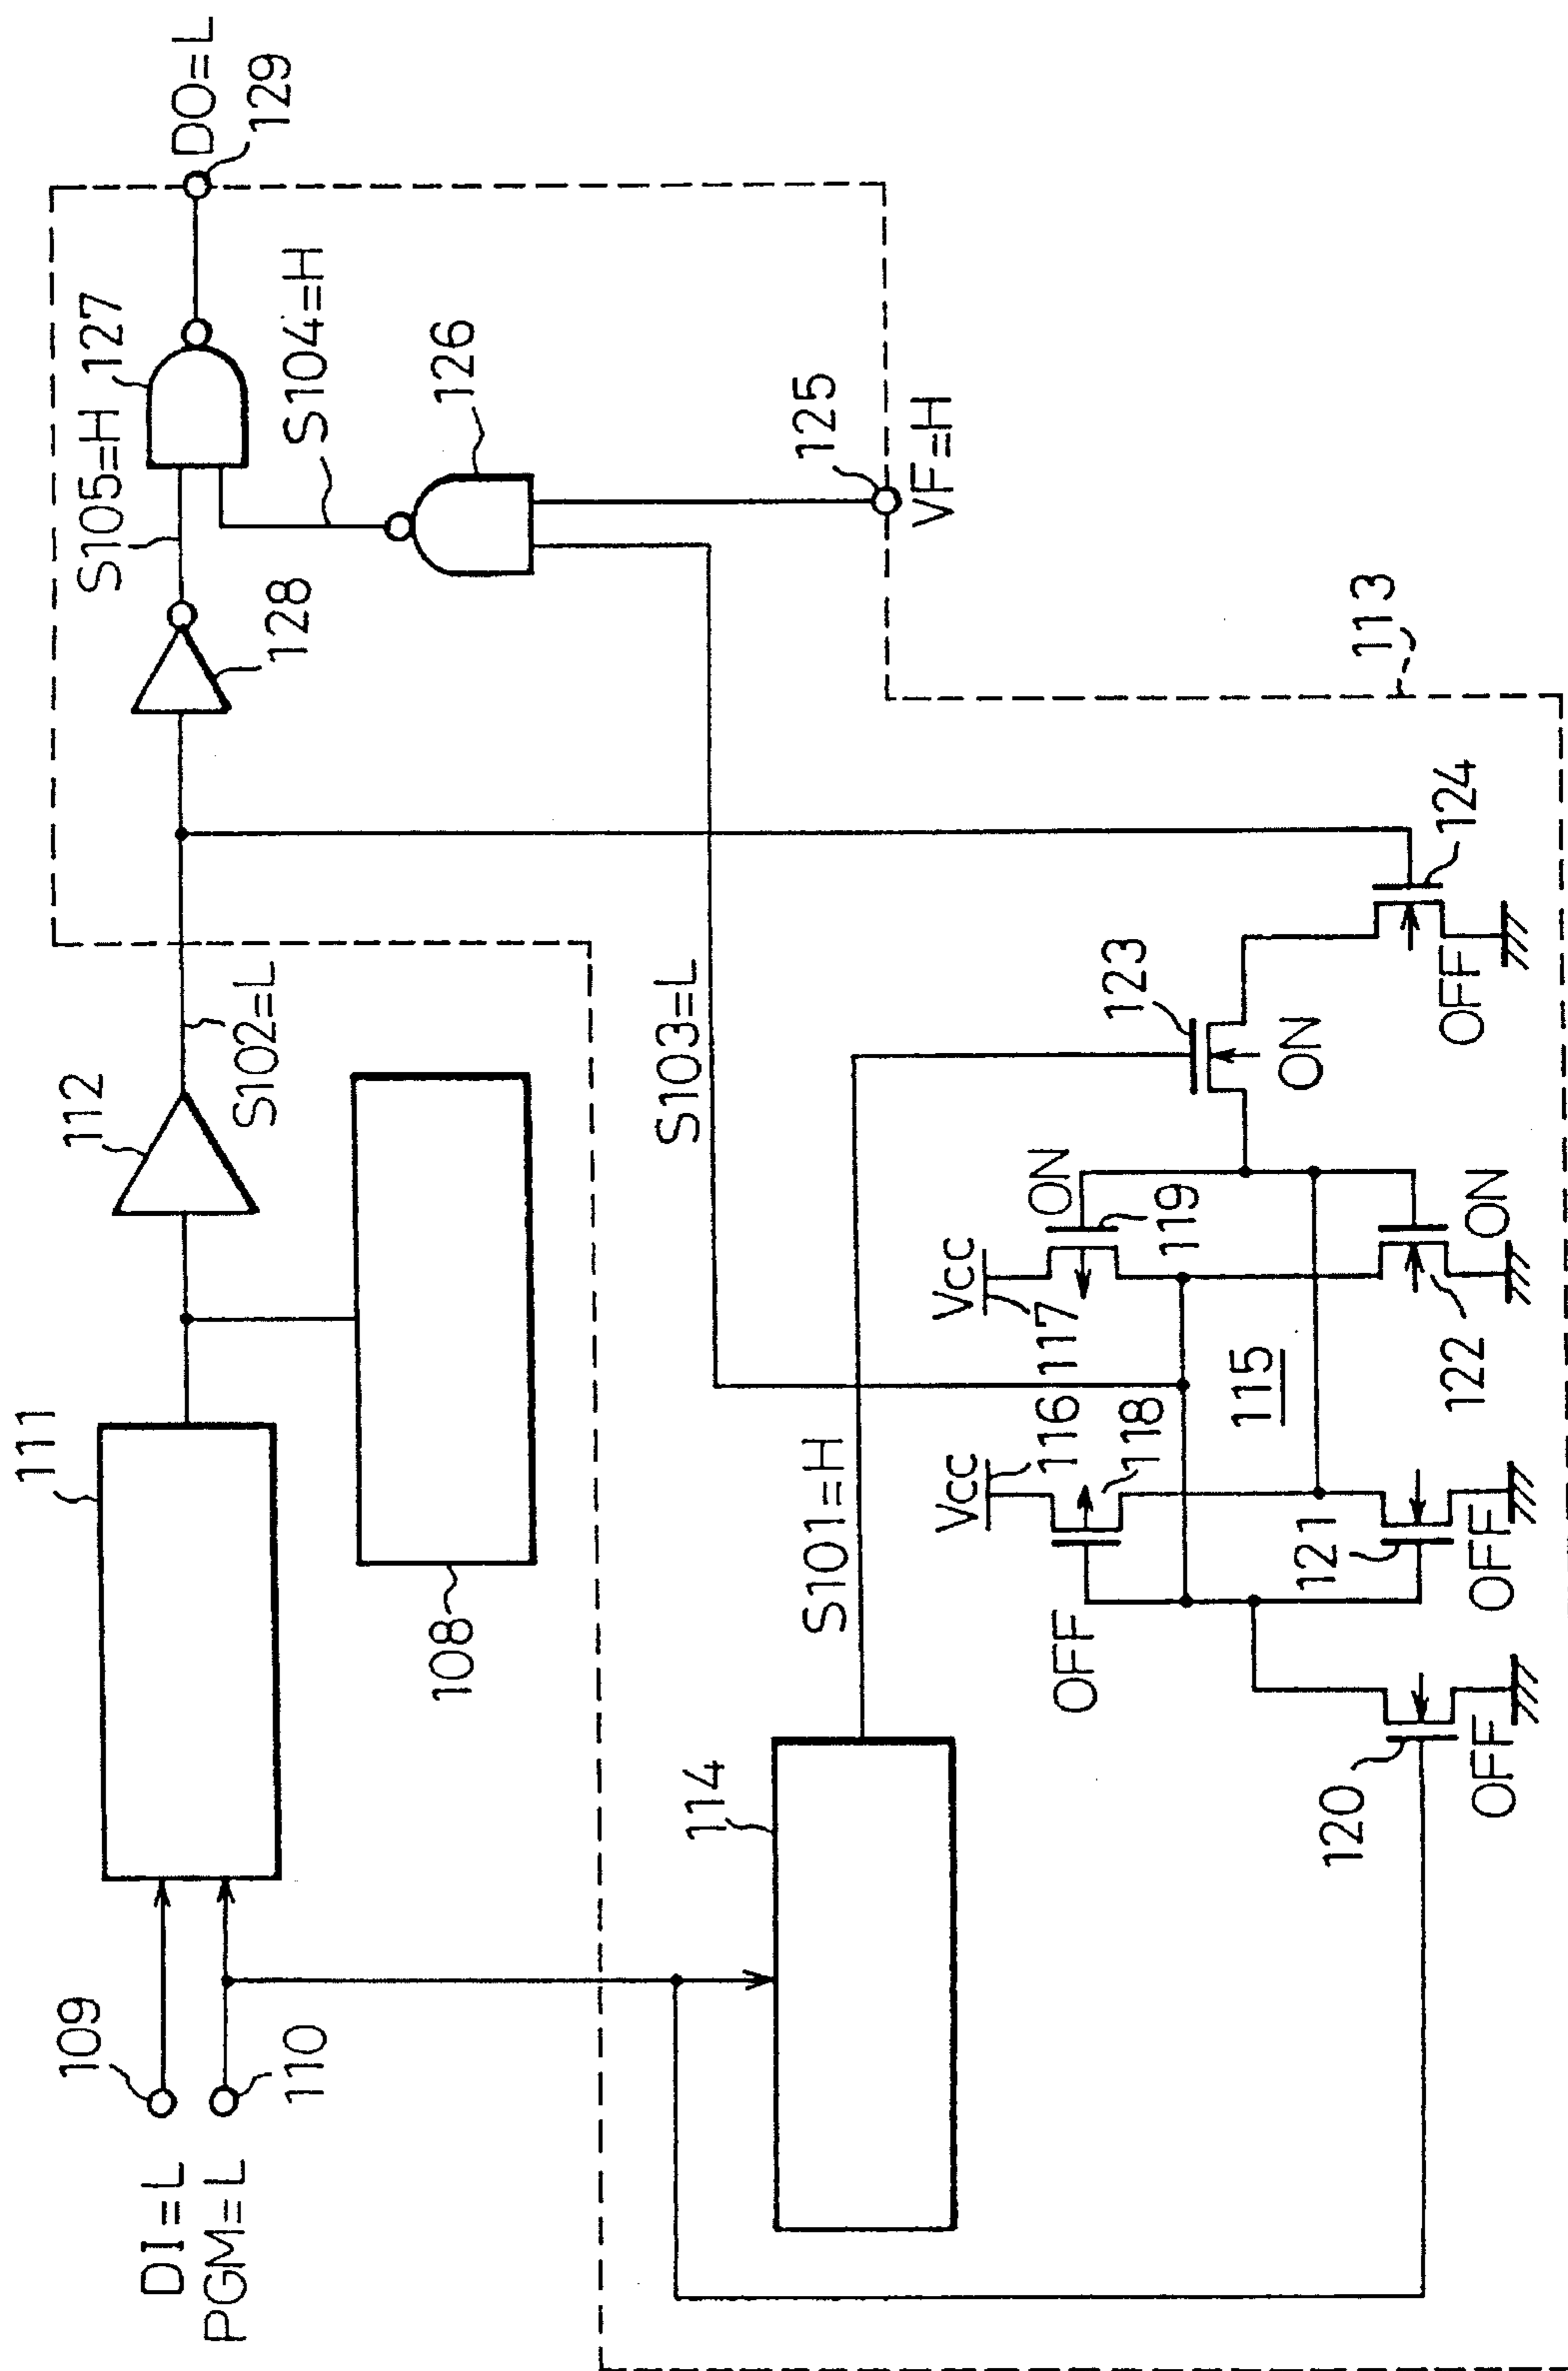 DI=L
PGM=L
109
110
111
108
112
S102=L
128
S105=H
127
S104=H
126
DO=L
129
125
VF=H
113
114
S101=H
S103=L
Vcc
116
118
OFF
Vcc
117
119
ON
115
120
OFF
121
OFF
122
ON
123
ON
124
OFF